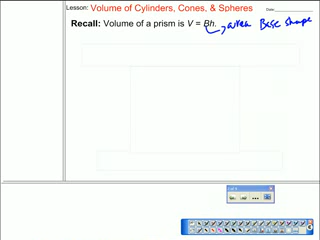 Lesson: Volume of Cylinders, Cones, & Spheres Date:
Recall: Volume of a prism is V = Bh. area Base shape